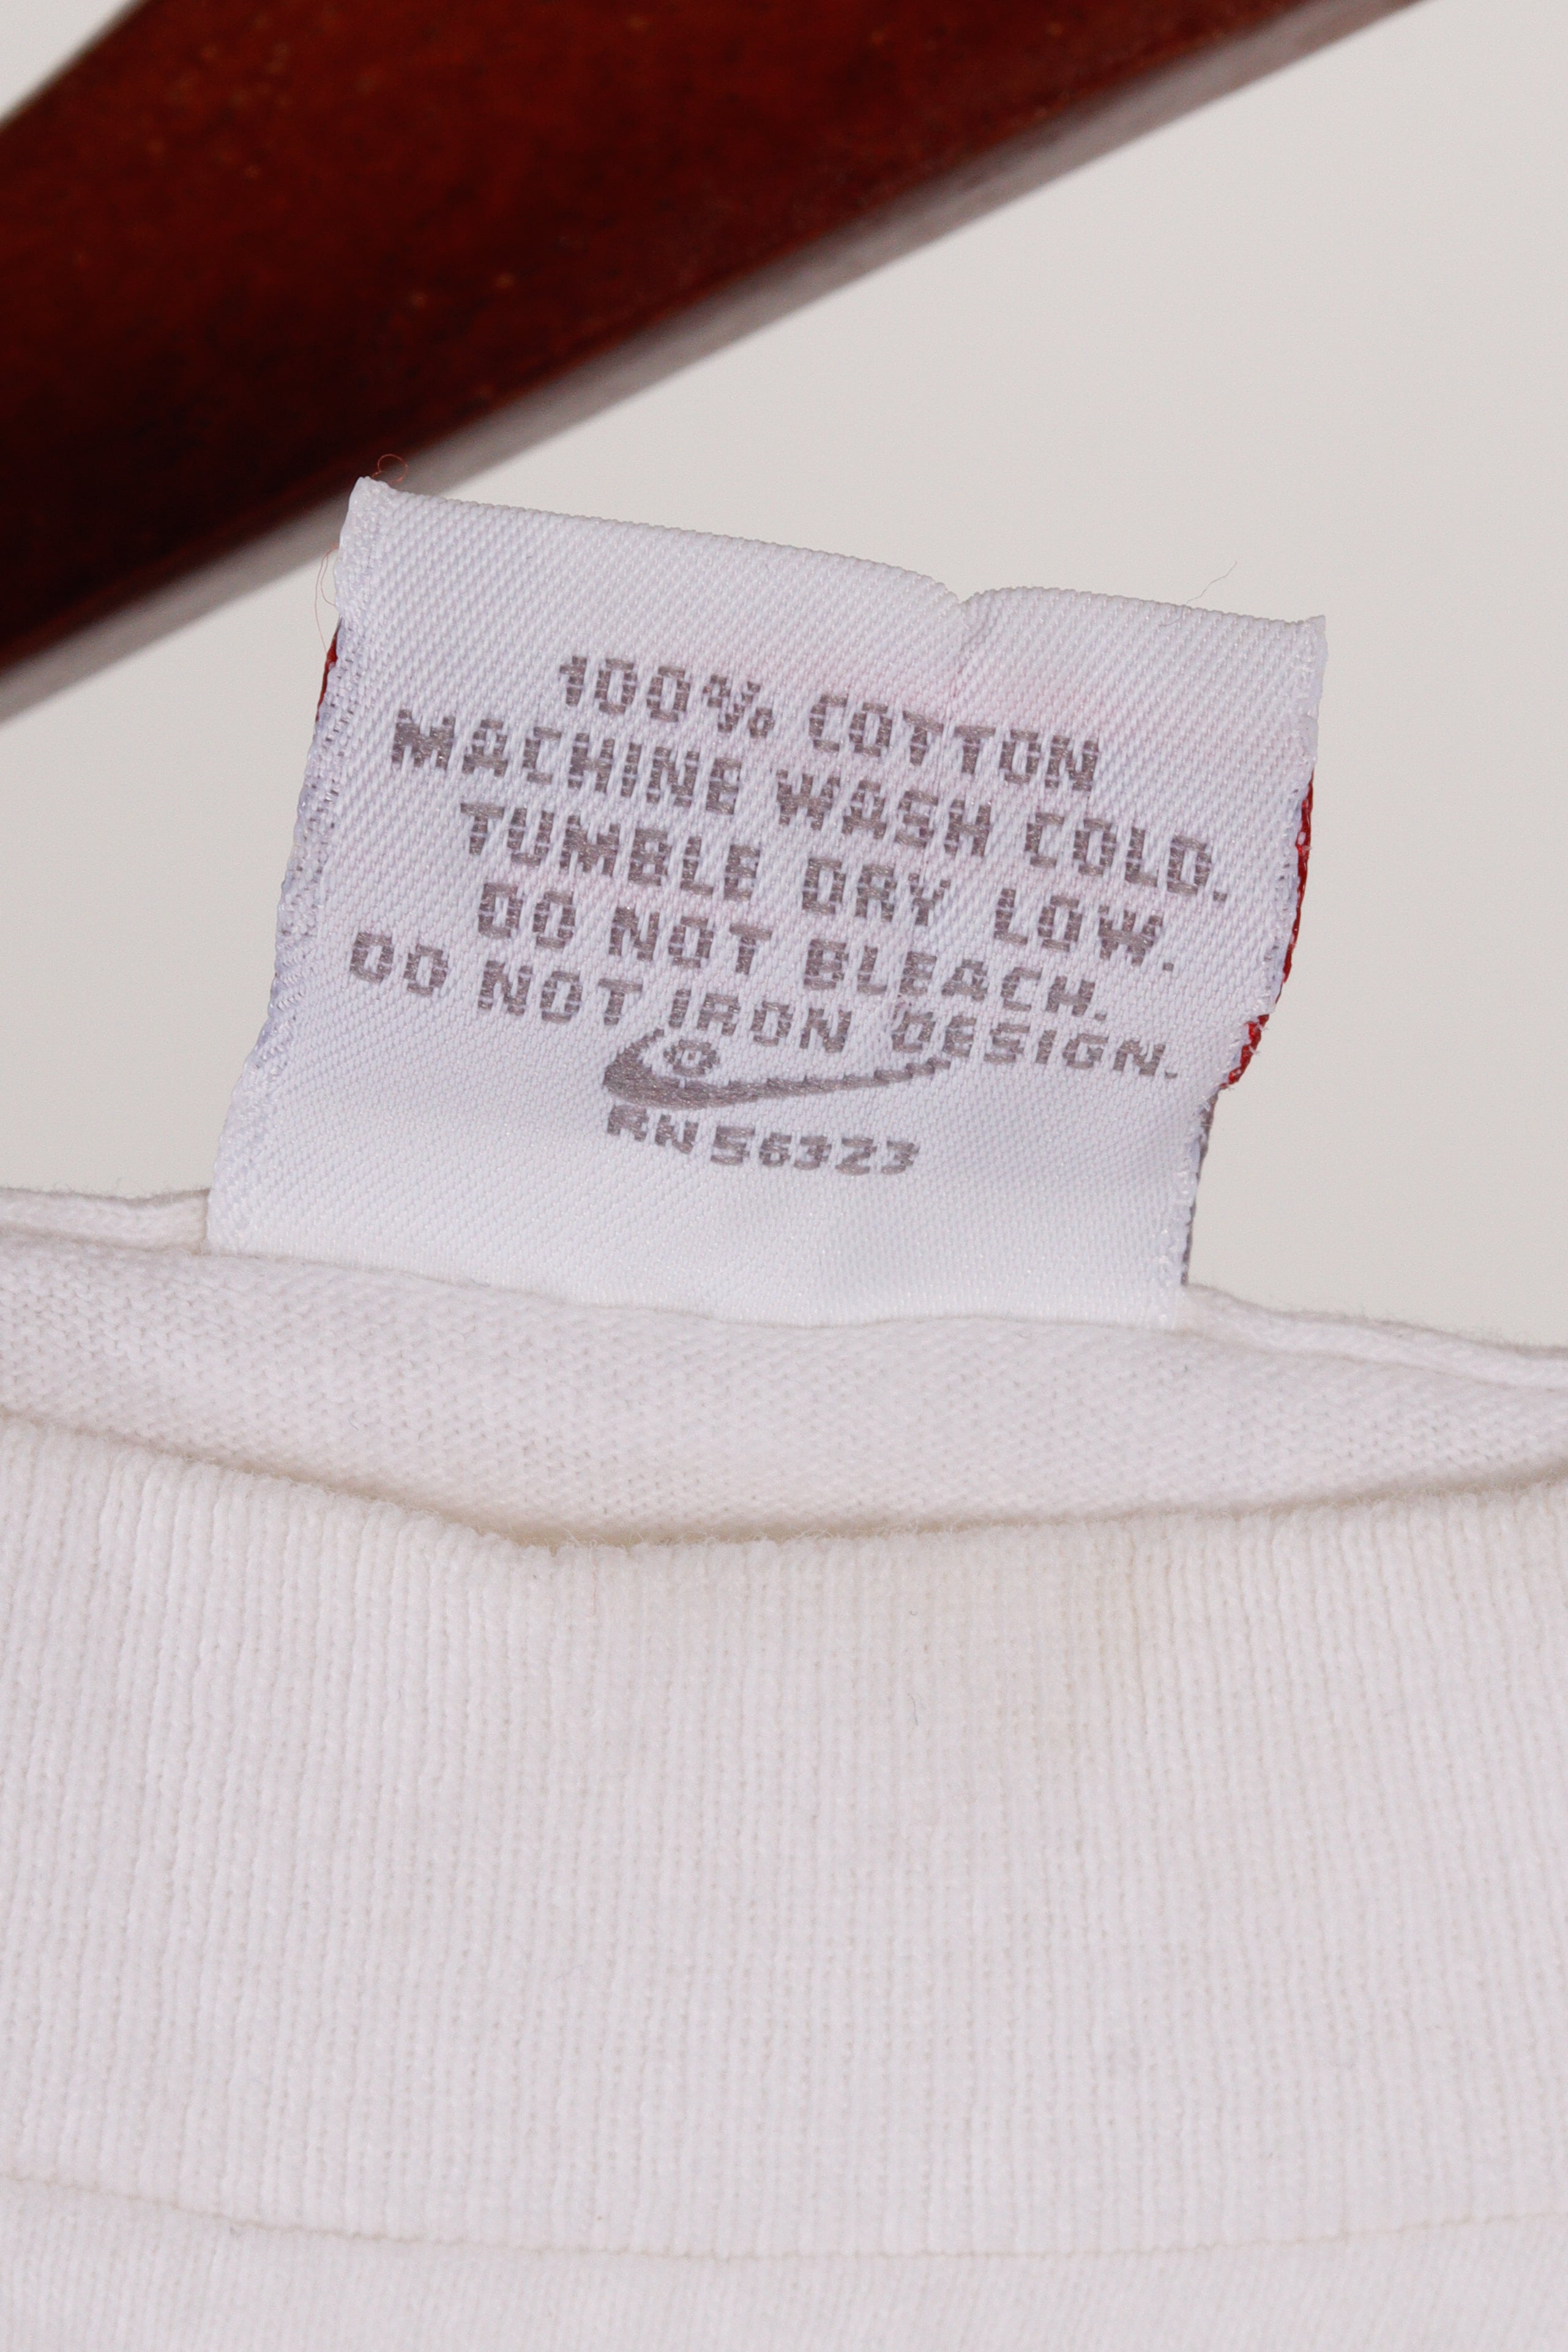 100% COTTON
MACHINE WASH COLD.
TUMBLE DRY LOW.
DO NOT BLEACH.
DO NOT IRON DESIGN.
©
RN 56323